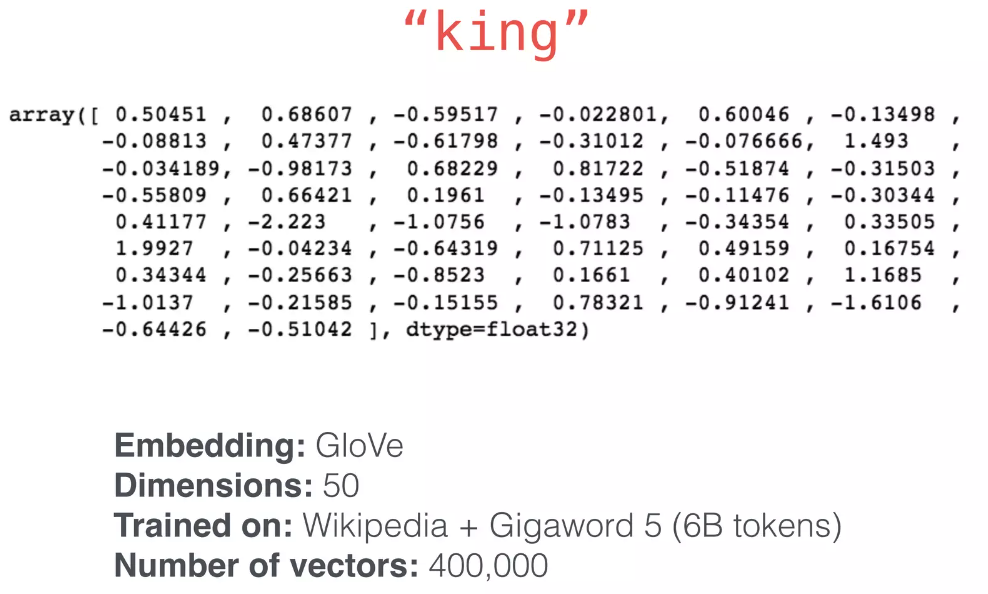 “king”
array([ 0.50451 , 0.68607 , -0.59517 , -0.022801, 0.60046 , -0.13498 ,
-0.08813 , 0.47377 , -0.61798 , -0.31012 , -0.076666, 1.493 ,
-0.034189, -0.98173 , 0.68229 , 0.81722 , -0.51874 , -0.31503 ,
-0.55809 , 0.66421 , 0.1961 , -0.13495 , -0.11476 , -0.30344 ,
0.41177 , -2.223 , -1.0756 , -1.0783 , -0.34354 , 0.33505 ,
1.9927 , -0.04234 , -0.64319 , 0.71125 , 0.49159 , 0.16754 ,
0.34344 , -0.25663 , -0.8523 , 0.1661 , 0.40102 , 1.1685 ,
-1.0137 , -0.21585 , -0.15155 , 0.78321 , -0.91241 , -1.6106 ,
-0.64426 , -0.51042 ], dtype=float32)
Embedding: GloVe
Dimensions: 50
Trained on: Wikipedia + Gigaword 5 (6B tokens)
Number of vectors: 400,000